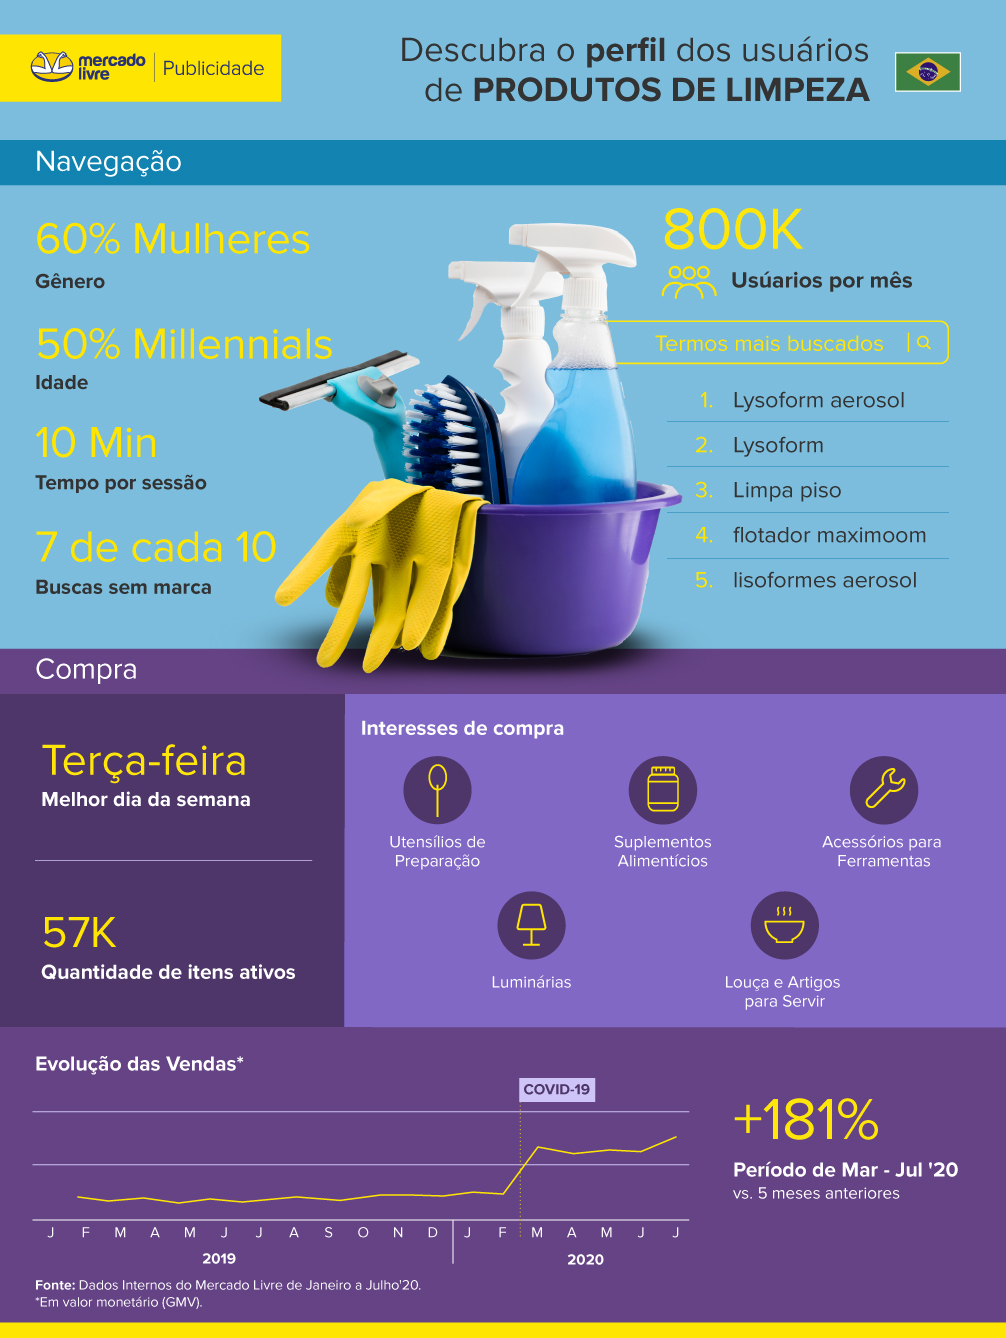 mercado
livre
Publicidade
Descubra o perfil dos usuários
de PRODUTOS DE LIMPEZA
Navegação
60% Mulheres
Gênero
50% Millennials
Idade
10 Min
Tempo por sessão
7 de cada 10
Buscas sem marca
800K
Usúarios por mês
Termos mais buscados
1. Lysoform aerosol
2. Lysoform
3. Limpa piso
4. flotador maximoom
5. lisoformes aerosol
Compra
Terça-feira
Melhor dia da semana
57K
Quantidade de itens ativos
Interesses de compra
Utensílios de
Preparação
Suplementos
Alimentícios
Acessórios para
Ferramentas
Luminárias
Louça e Artigos
para Servir
Evolução das Vendas*
COVID-19
J F M A M J J A S O N D J F M A M J J
2019 2020
+181%
Período de Mar - Jul '20
vs. 5 meses anteriores
Fonte: Dados Internos do Mercado Livre de Janeiro a Julho'20.
*Em valor monetário (GMV).